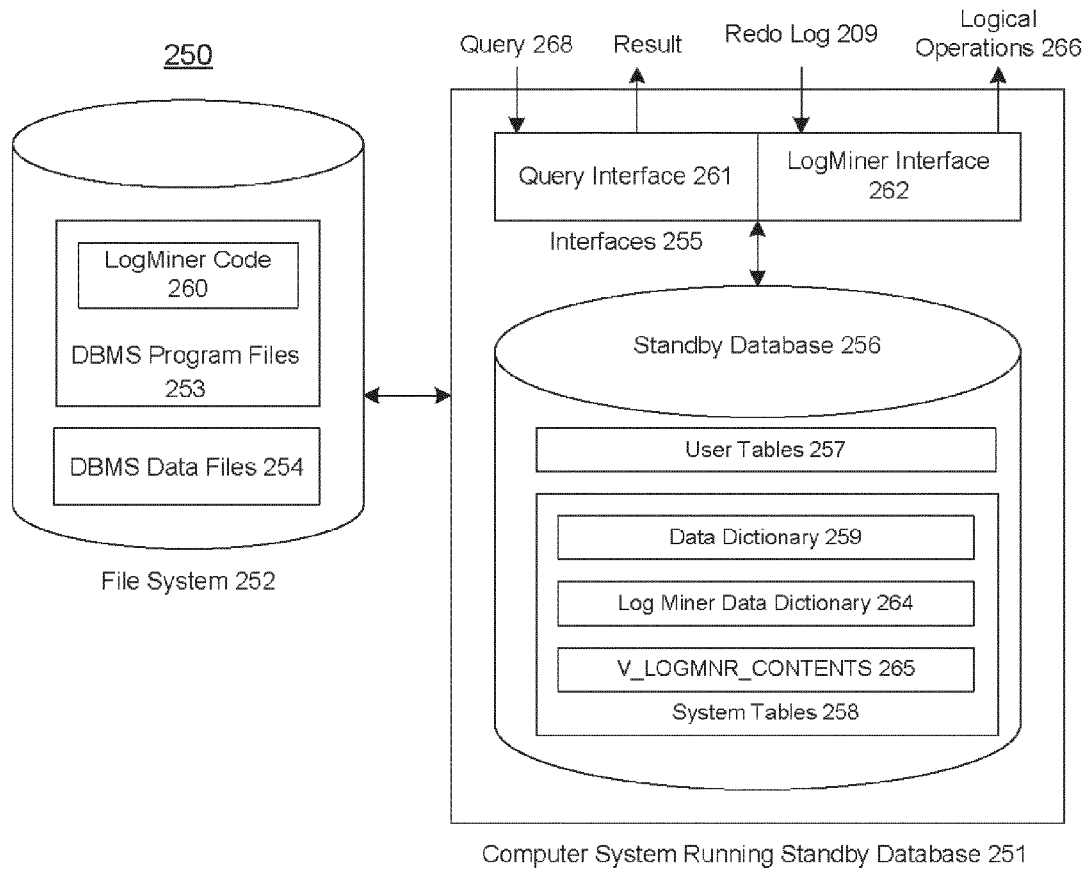 250
Query 268
Result
Redo Log 209
Logical
Operations 266
Query Interface 261
LogMiner Interface
262
Interfaces 255
LogMiner Code
260
DBMS Program Files
253
DBMS Data Files 254
File System 252
Standby Database 256
User Tables 257
Data Dictionary 259
Log Miner Data Dictionary 264
V_LOGMNR_CONTENTS 265
System Tables 258
Computer System Running Standby Database 251